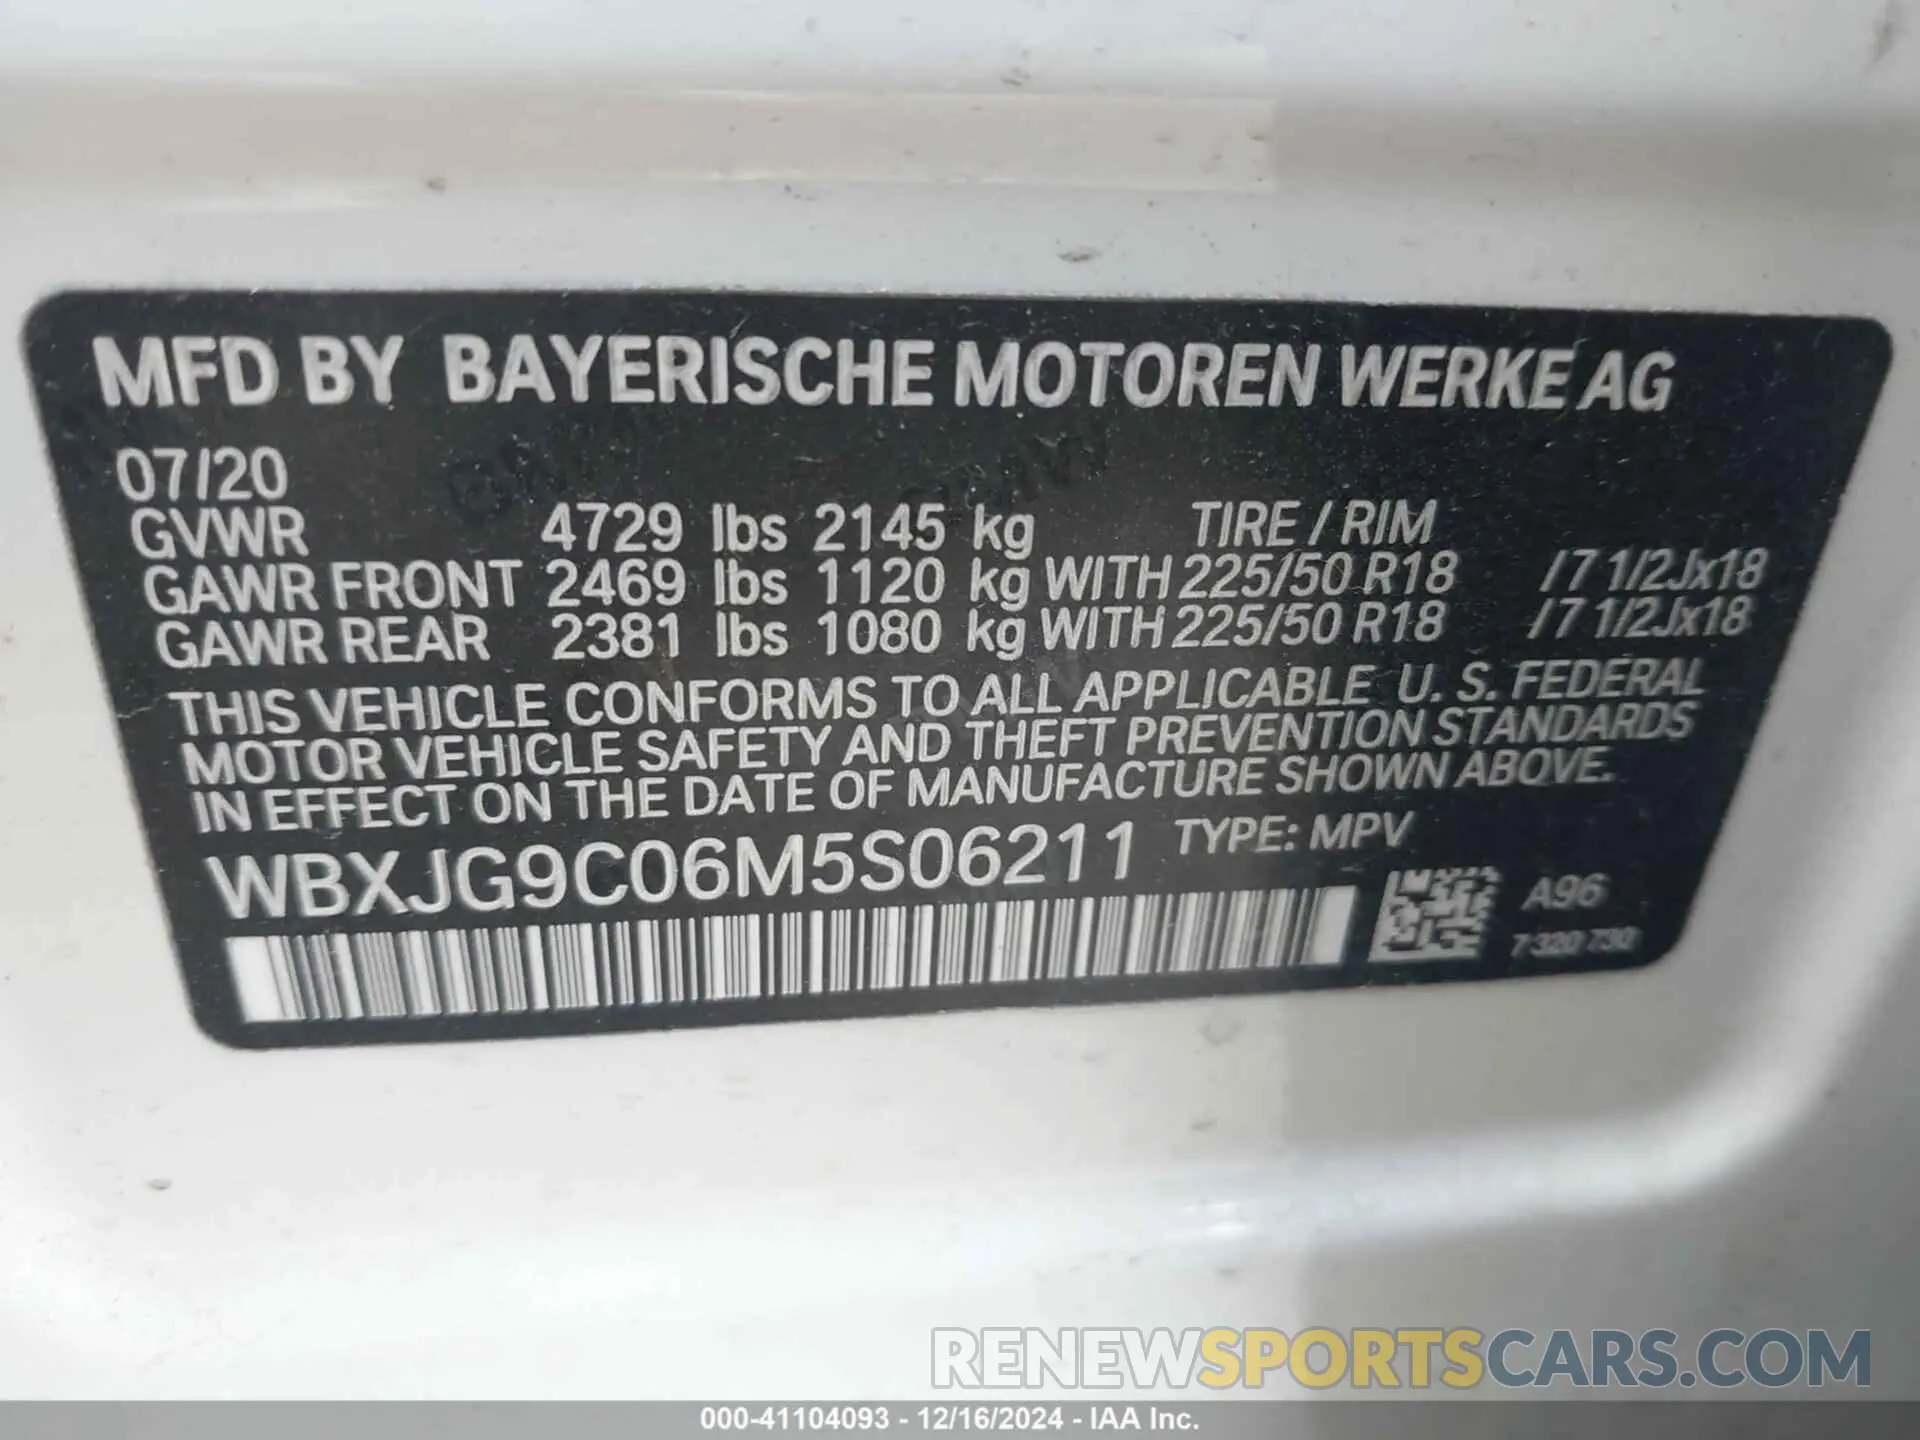 MFD BY BAYERISCHE MOTOREN WERKE AG
07/20
GVWR 4729 lbs 2145 kg TIRE / RIM
GAWR FRONT 2469 lbs 1120 kg WITH 225/50 R18 /7 1/2Jx18
GAWR REAR 2381 lbs 1080 kg WITH 225/50 R18 /7 1/2Jx18
THIS VEHICLE CONFORMS TO ALL APPLICABLE U. S. FEDERAL
MOTOR VEHICLE SAFETY AND THEFT PREVENTION STANDARDS
IN EFFECT ON THE DATE OF MANUFACTURE SHOWN ABOVE.
WBXJG9C06M5S06211 TYPE: MPV
A96
7 320 730
RENEWSPORTSCARS.COM
000-41104093 - 12/16/2024 - IAA Inc.